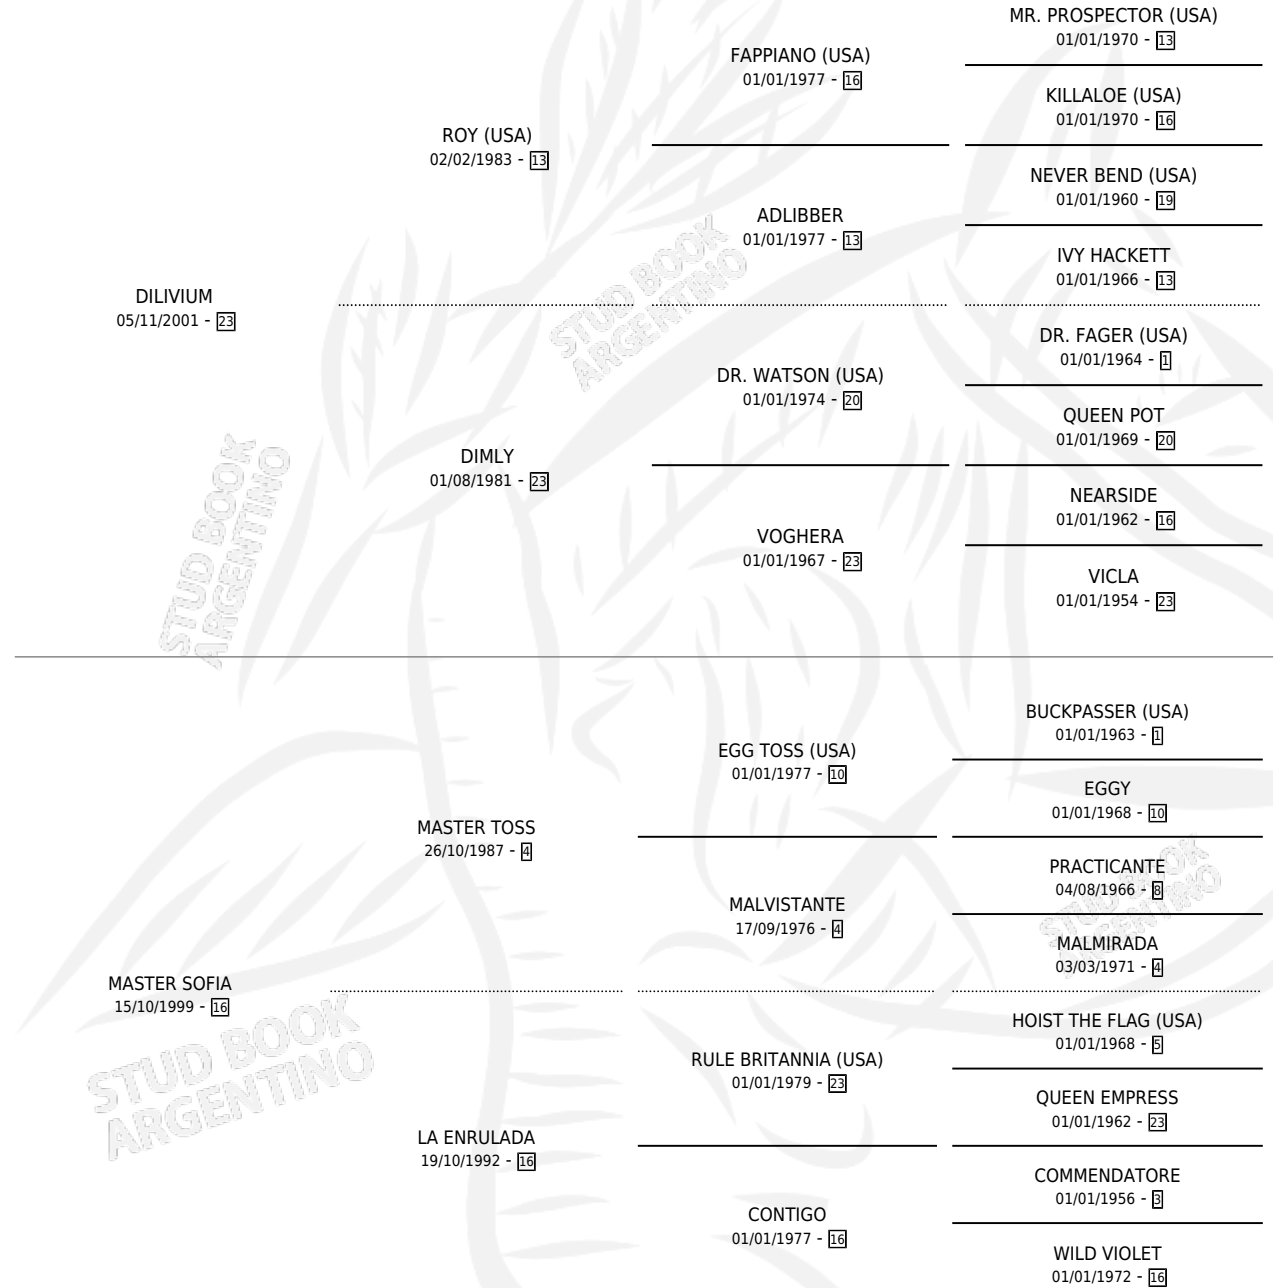 MR. PROSPECTOR (USA)
01/01/1970 - 13
FAPPIANO (USA)
01/01/1977 - 16
KILLALOE (USA)
01/01/1970 - 16
ROY (USA)
02/02/1983 - 13
NEVER BEND (USA)
01/01/1960 - 19
ADLIBBER
01/01/1977 - 13
IVY HACKETT
01/01/1966 - 13
DILIVIUM
05/11/2001 - 23
DR. FAGER (USA)
01/01/1964 - 1
DR. WATSON (USA)
01/01/1974 - 20
QUEEN POT
01/01/1969 - 20
DIMLY
01/08/1981 - 23
NEARSIDE
01/01/1962 - 16
VOGHERA
01/01/1967 - 23
VICLA
01/01/1954 - 23
STUD BOOK
ARGENTINO
STUD BOOK
ARGENTINO
BUCKPASSER (USA)
01/01/1963 - 1
EGG TOSS (USA)
01/01/1977 - 10
EGGY
01/01/1968 - 10
MASTER TOSS
26/10/1987 - 4
PRACTICANTE
04/08/1966 - 8
MALVISTANTE
17/09/1976 - 4
MALMIRADA
03/03/1971 - 4
MASTER SOFIA
15/10/1999 - 16
HOIST THE FLAG (USA)
01/01/1968 - 5
RULE BRITANNIA (USA)
01/01/1979 - 23
QUEEN EMPRESS
01/01/1962 - 23
LA ENRULADA
19/10/1992 - 16
COMMENDATORE
01/01/1956 - 3
CONTIGO
01/01/1977 - 16
WILD VIOLET
01/01/1972 - 16
STUD BOOK
ARGENTINO
STUD BOOK
ARGENTINO